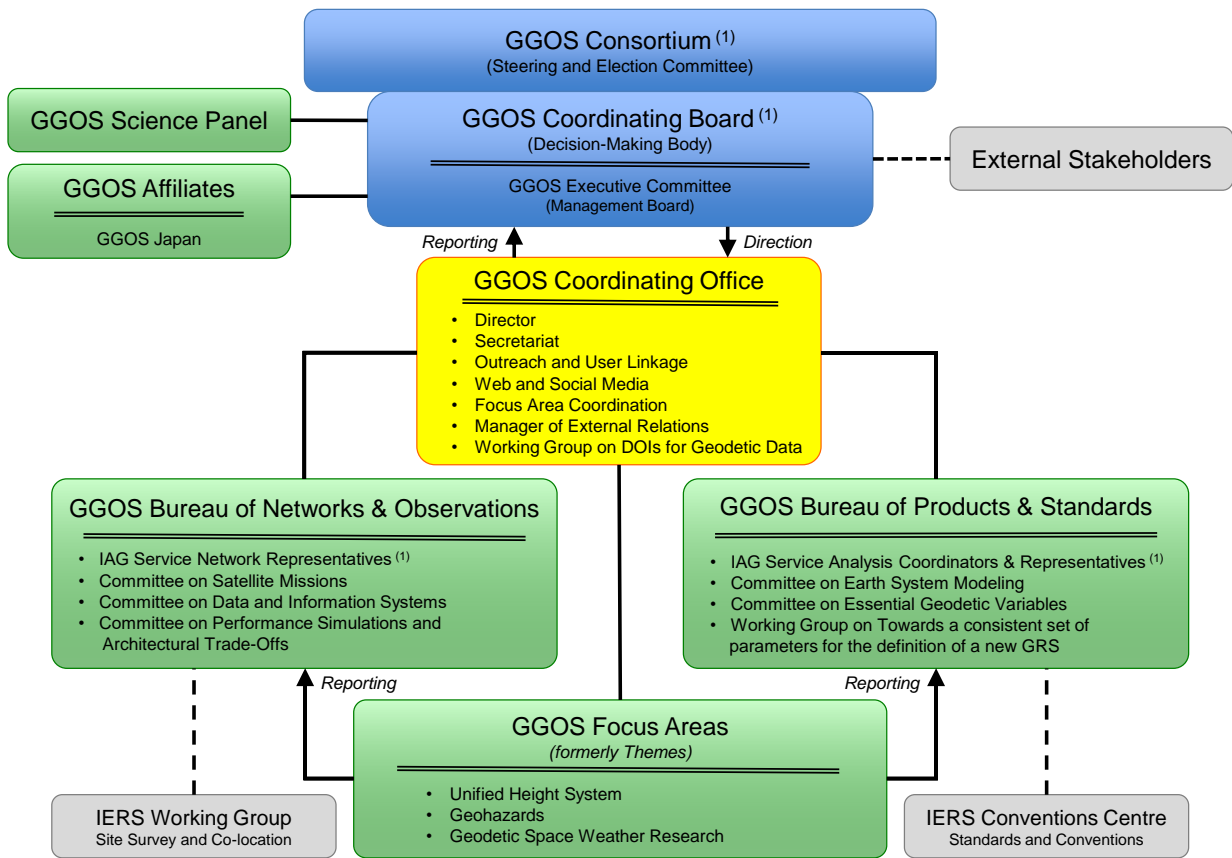 GGOS Consortium (1)
(Steering and Election Committee)
GGOS Science Panel
GGOS Coordinating Board (1)
(Decision-Making Body)
GGOS Executive Committee
(Management Board)
External Stakeholders
GGOS Affiliates
GGOS Japan
Reporting
Direction
GGOS Coordinating Office
• Director
• Secretariat
• Outreach and User Linkage
• Web and Social Media
• Focus Area Coordination
• Manager of External Relations
• Working Group on DOIs for Geodetic Data
GGOS Bureau of Networks & Observations
• IAG Service Network Representatives (1)
• Committee on Satellite Missions
• Committee on Data and Information Systems
• Committee on Performance Simulations and
Architectural Trade-Offs
GGOS Bureau of Products & Standards
• IAG Service Analysis Coordinators & Representatives (1)
• Committee on Earth System Modeling
• Committee on Essential Geodetic Variables
• Working Group on Towards a consistent set of
parameters for the definition of a new GRS
Reporting
Reporting
GGOS Focus Areas
(formerly Themes)
• Unified Height System
• Geohazards
• Geodetic Space Weather Research
IERS Working Group
Site Survey and Co-location
IERS Conventions Centre
Standards and Conventions